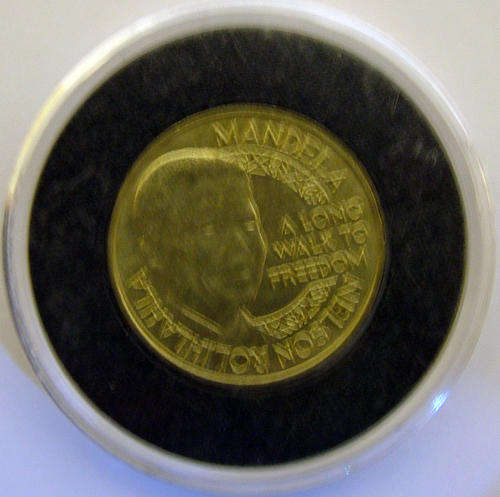 MANDELA
A LONG
WALK TO
FREEDOM
NELSON ROLIHLAHLA